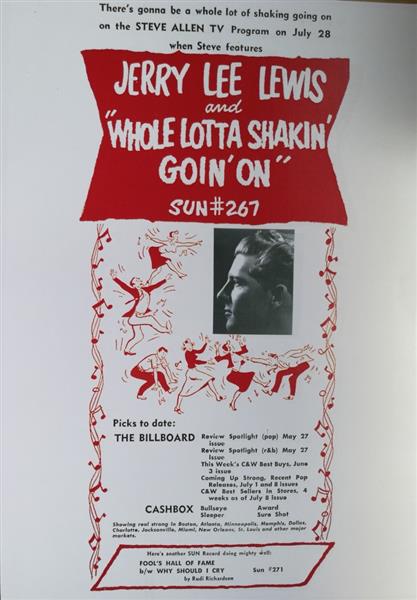 There's gonna be a whole lot of shaking going on
on the STEVE ALLEN TV Program on July 28
when Steve features
JERRY LEE LEWIS
and
"WHOLE LOTTA SHAKIN'
GOIN' ON"
SUN#267
Picks to date:
THE BILLBOARD Review Spotlight (pop) May 27
issue
Review Spotlight (r&b) May 27
Issue
This Week's C&W Best Buys, June
3 issue
Coming Up Strong, Recent Pop
Releases, July 1 and 8 issues
C&W Best Sellers in Stores, 4
weeks as of July 8 issue
CASHBOX Bullseye Award
Sleeper Sure Shot
Showing real strong in Boston, Atlanta, Minneapolis, Memphis, Dallas,
Charlotte, Jacksonville, Miami, New Orleans, St. Louis and other major
markets.
Here's another SUN Record doing mighty well:
FOOL'S HALL OF FAME
b/w WHY SHOULD I CRY Sun #271
by Rudi Richardson